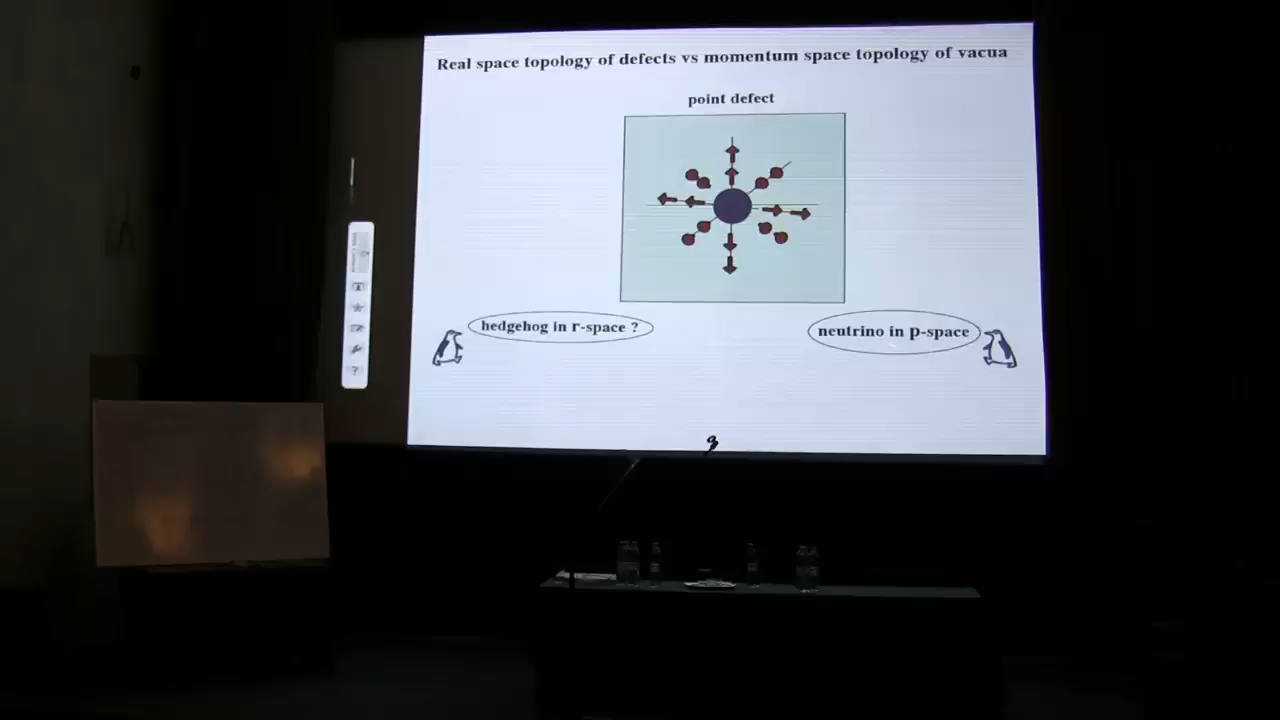 Real space topology of defects vs momentum space topology of vacua
point defect
hedgehog in r-space ?
neutrino in p-space
?